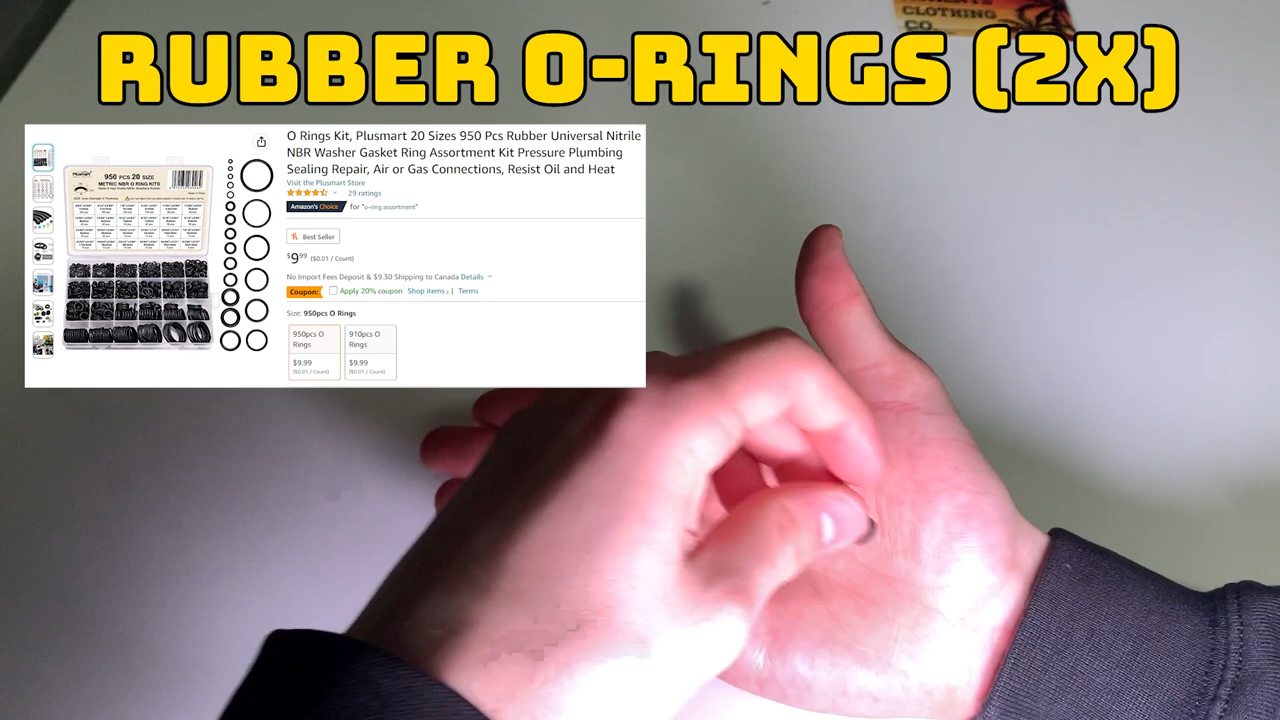 CLOTHING
CO.
RUBBER O-RINGS (2X)
O Rings Kit, Plusmart 20 Sizes 950 Pcs Rubber Universal Nitrile
NBR Washer Gasket Ring Assortment Kit Pressure Plumbing
Sealing Repair, Air or Gas Connections, Resist Oil and Heat
Visit the Plusmart Store
29 ratings
Amazon's Choice for "o-ring assortment"
Best Seller
$9.99 ($0.01 / Count)
No Import Fees Deposit & $9.30 Shipping to Canada Details
Coupon: Apply 20% coupon Shop items › | Terms
Size: 950pcs O Rings
950pcs O
Rings
$9.99
($0.01 / Count)
910pcs O
Rings
$9.99
($0.01 / Count)
Plusmart
950 PCS 20 SIZE
METRIC NBR O RING KITS